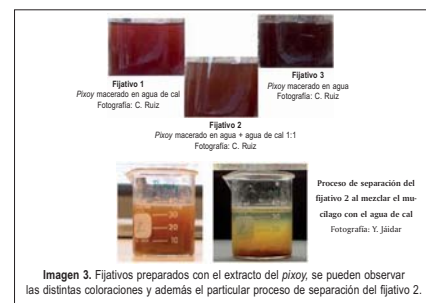 Fijativo 1
Pixoy macerado en agua de cal
Fotografía: C. Ruiz
Fijativo 3
Pixoy macerado en agua
Fotografía: C. Ruiz
Fijativo 2
Pixoy macerado en agua + agua de cal 1:1
Fotografía: C. Ruiz
Proceso de separación del
fijativo 2 al mezclar el mu-
cílago con el agua de cal
Fotografía: Y. Jáidar
Imagen 3. Fijativos preparados con el extracto del pixoy, se pueden observar
las distintas coloraciones y además el particular proceso de separación del fijativo 2.